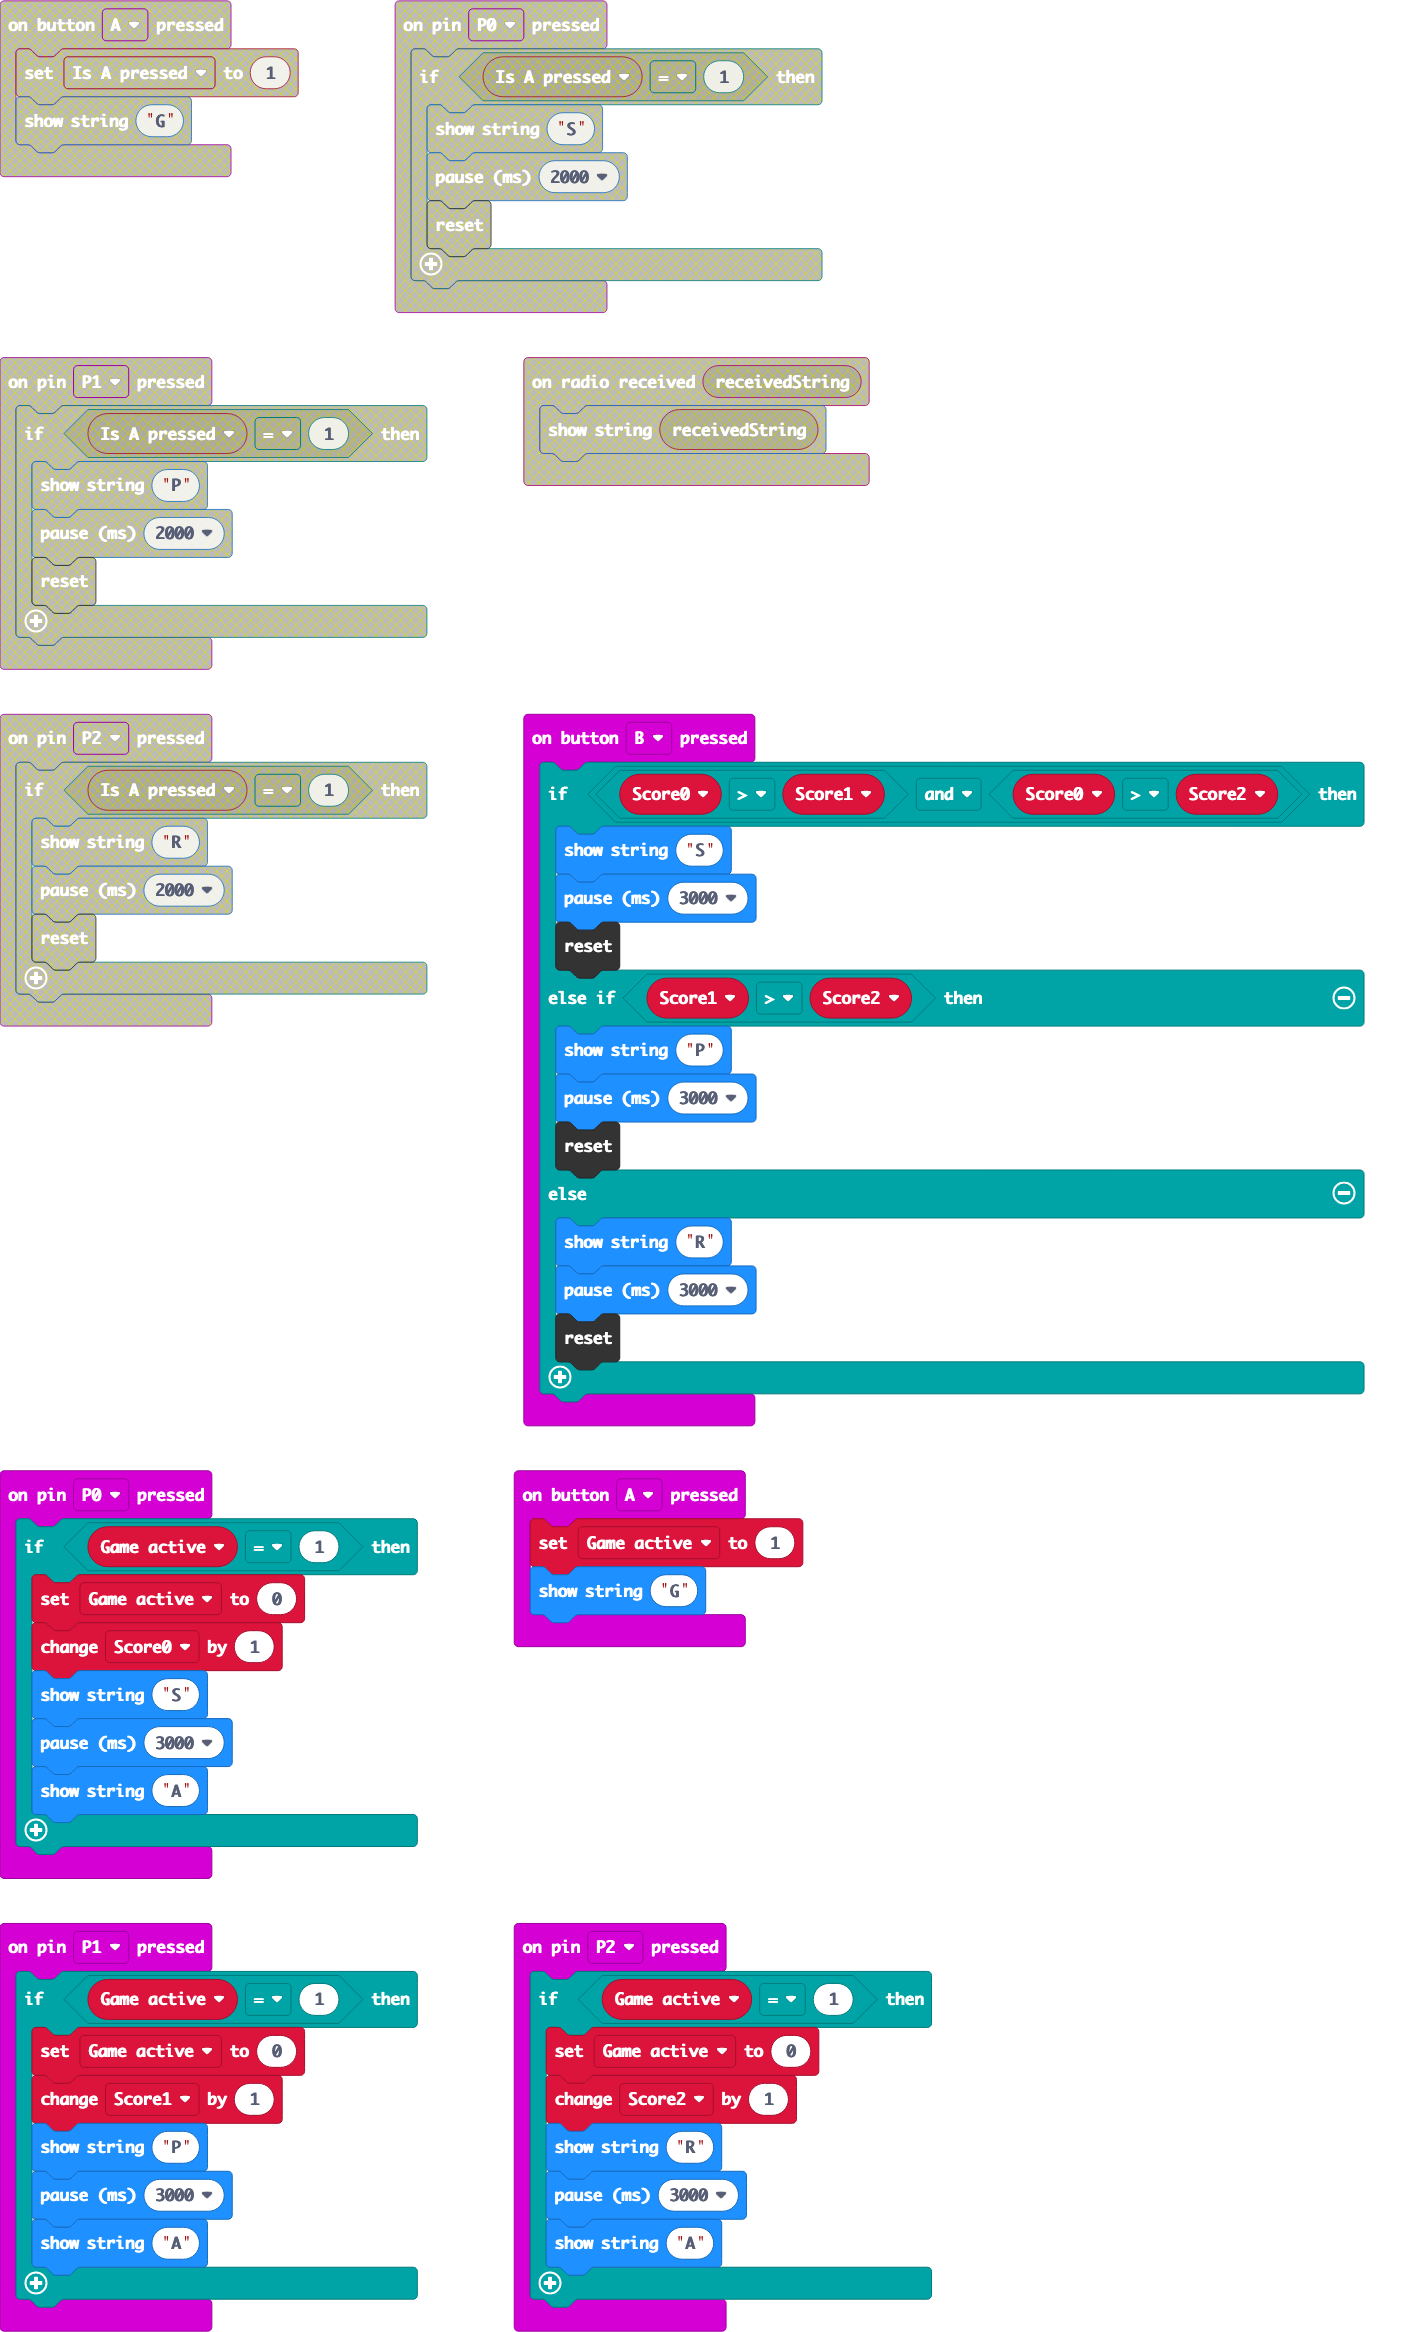 on button A pressed
set Is A pressed to 1
show string "G"
on pin P0 pressed
if Is A pressed = 1 then
show string "S"
pause (ms) 2000
reset
on pin P1 pressed
if Is A pressed = 1 then
show string "P"
pause (ms) 2000
reset
on radio received receivedString
show string receivedString
on pin P2 pressed
if Is A pressed = 1 then
show string "R"
pause (ms) 2000
reset
on button B pressed
if Score0 > Score1 and Score0 > Score2 then
show string "S"
pause (ms) 3000
reset
else if Score1 > Score2 then
show string "P"
pause (ms) 3000
reset
else
show string "R"
pause (ms) 3000
reset
on pin P0 pressed
if Game active = 1 then
set Game active to 0
change Score0 by 1
show string "S"
pause (ms) 3000
show string "A"
on button A pressed
set Game active to 1
show string "G"
on pin P1 pressed
if Game active = 1 then
set Game active to 0
change Score1 by 1
show string "P"
pause (ms) 3000
show string "A"
on pin P2 pressed
if Game active = 1 then
set Game active to 0
change Score2 by 1
show string "R"
pause (ms) 3000
show string "A"